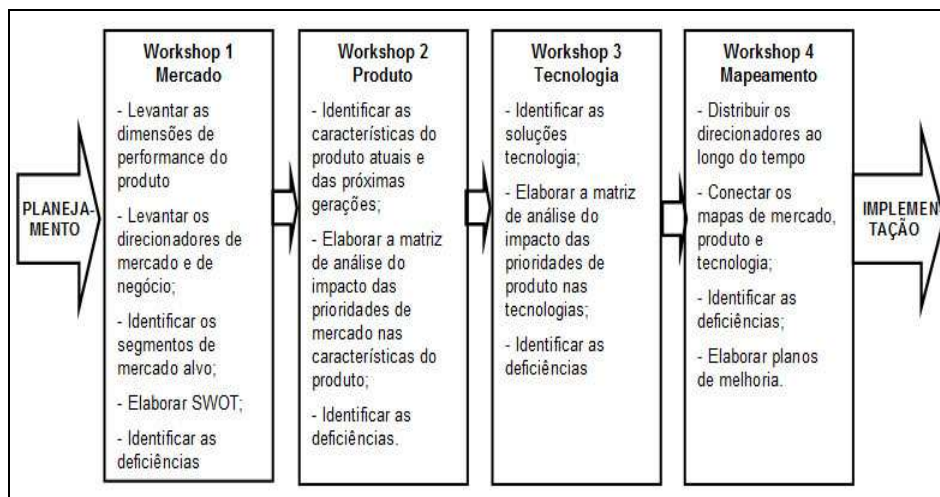 PLANEJA-
MENTO
Workshop 1
Mercado
- Levantar as
dimensões de
performance do
produto
- Levantar os
direcionadores de
mercado e de
negócio;
- Identificar os
segmentos de
mercado alvo;
- Elaborar SWOT;
- Identificar as
deficiências
Workshop 2
Produto
- Identificar as
características do
produto atuais e
das próximas
gerações;
- Elaborar a matriz
de análise do
impacto das
prioridades de
mercado nas
características do
produto;
- Identificar as
deficiências.
Workshop 3
Tecnologia
- Identificar as
soluções
tecnologia;
- Elaborar a matriz
de análise do
impacto das
prioridades de
produto nas
tecnologias;
- Identificar as
deficiências
Workshop 4
Mapeamento
- Distribuir os
direcionadores ao
longo do tempo
- Conectar os
mapas de mercado,
produto e
tecnologia;
- Identificar as
deficiências;
- Elaborar planos
de melhoria.
IMPLEMEN
TAÇÃO